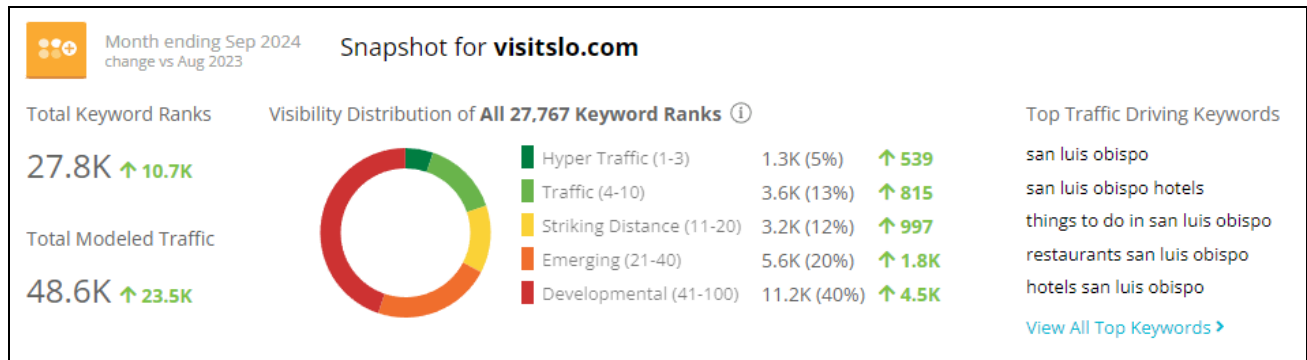 Month ending Sep 2024
change vs Aug 2023
Snapshot for visitslo.com
Total Keyword Ranks
27.8K ↑ 10.7K
Total Modeled Traffic
48.6K ↑ 23.5K
Visibility Distribution of All 27,767 Keyword Ranks ⓘ
Hyper Traffic (1-3) 1.3K (5%) ↑ 539
Traffic (4-10) 3.6K (13%) ↑ 815
Striking Distance (11-20) 3.2K (12%) ↑ 997
Emerging (21-40) 5.6K (20%) ↑ 1.8K
Developmental (41-100) 11.2K (40%) ↑ 4.5K
Top Traffic Driving Keywords
san luis obispo
san luis obispo hotels
things to do in san luis obispo
restaurants san luis obispo
hotels san luis obispo
View All Top Keywords >